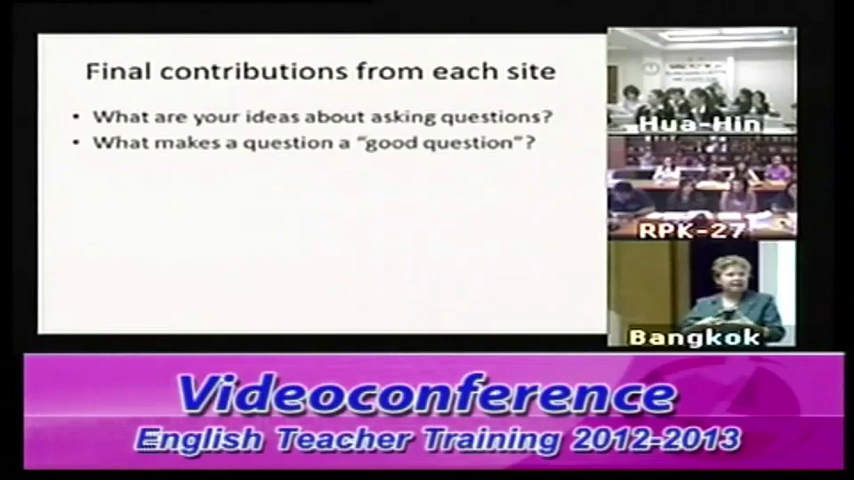 Final contributions from each site
• What are your ideas about asking questions?
• What makes a question a “good question”?
Hua-Hin
RPK-27
Bangkok
Videoconference
English Teacher Training 2012-2013